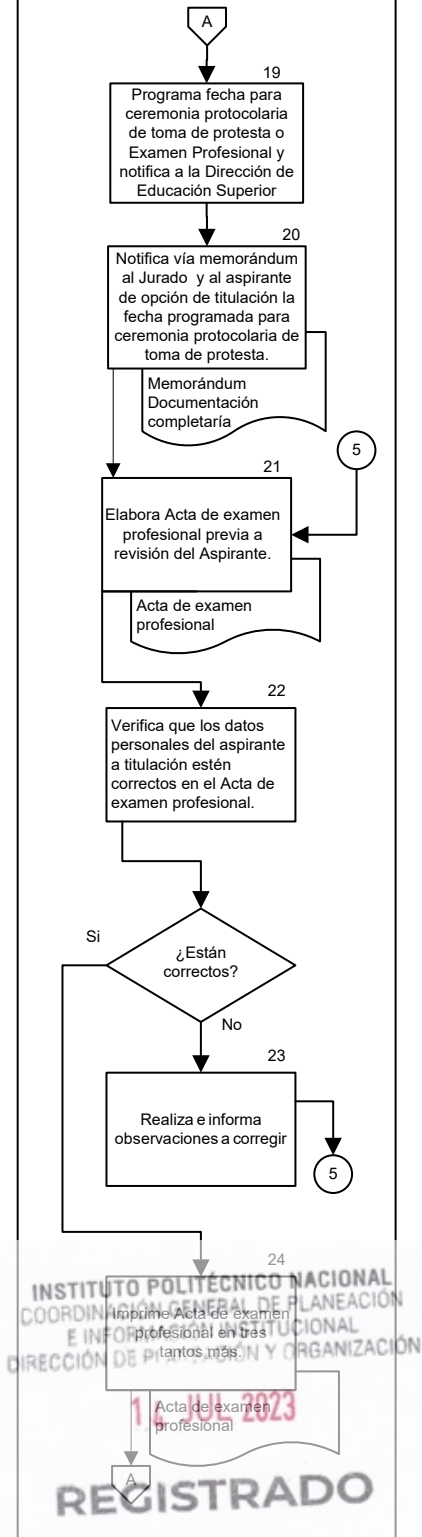 A
19
Programa fecha para
ceremonia protocolaria
de toma de protesta o
Examen Profesional y
notifica a la Dirección de
Educación Superior
20
Notifica vía memorándum
al Jurado y al aspirante
de opción de titulación la
fecha programada para
ceremonia protocolaria de
toma de protesta.
Memorándum
Documentación
completaría
5
21
Elabora Acta de examen
profesional previa a
revisión del Aspirante.
Acta de examen
profesional
22
Verifica que los datos
personales del aspirante
a titulación estén
correctos en el Acta de
examen profesional.
Si
¿Están
correctos?
No
23
Realiza e informa
observaciones a corregir
5
24
INSTITUTO POLITÉCNICO NACIONAL
COORDINACIÓN GENERAL DE PLANEACIÓN
E INFORMACIÓN INSTITUCIONAL
DIRECCIÓN DE PLANEACIÓN Y ORGANIZACIÓN
Imprime Acta de examen
profesional en tres
tantos más.
14 JUL 2023
Acta de examen
profesional
A
REGISTRADO